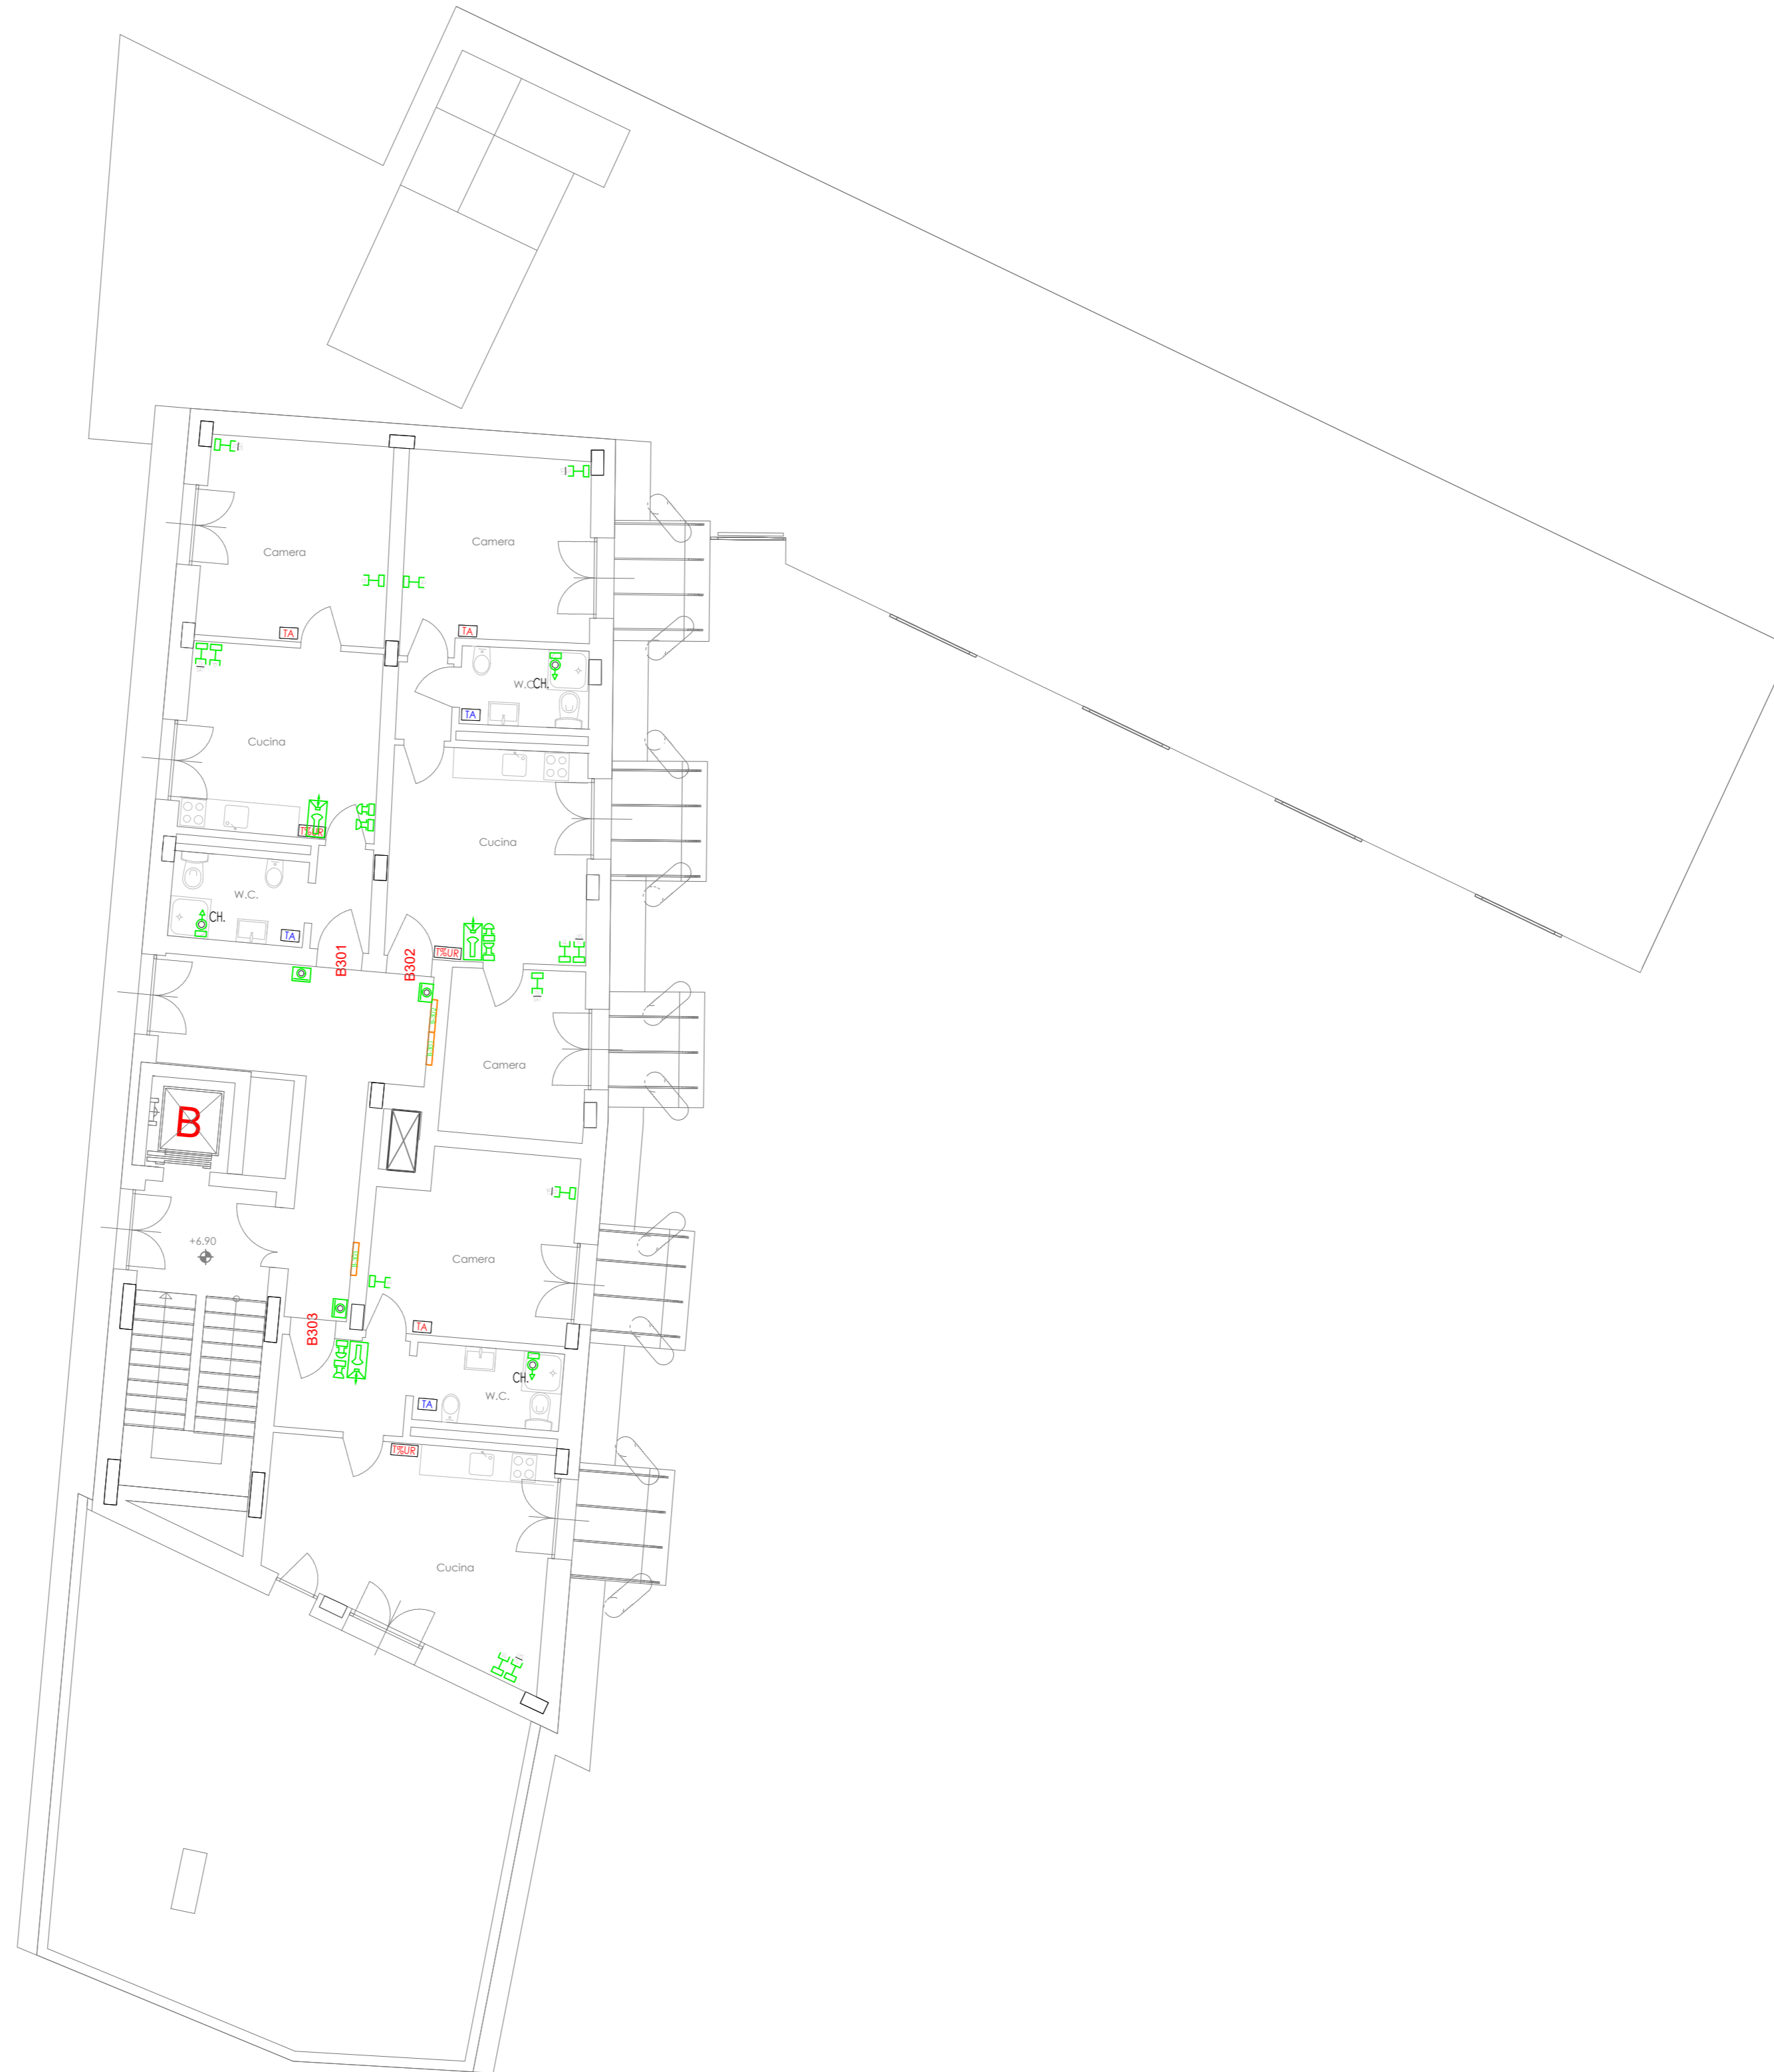 Camera
Camera
TA
TA
W.C.
CH.
TA
Cucina
T%UR
Cucina
W.C.
CH.
TA
B301
B302
T%UR
Camera
B
+6.90
Camera
B303
TA
CH.
W.C.
TA
T%UR
Cucina